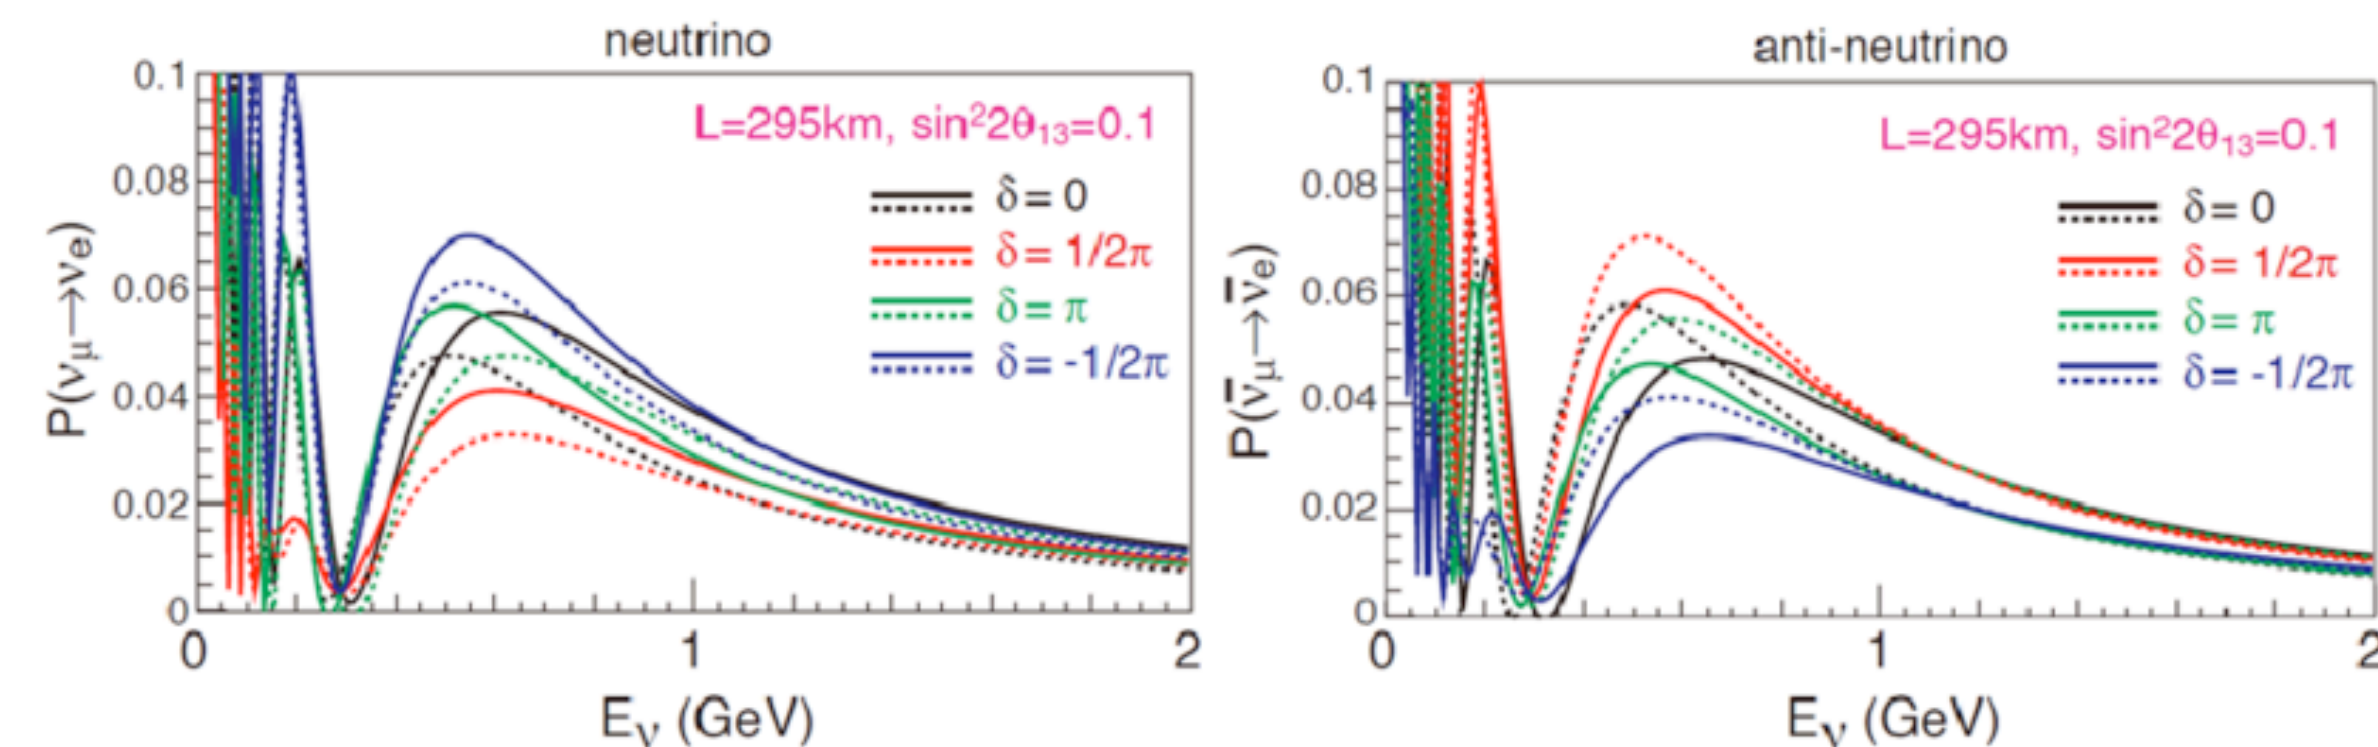 neutrino
0.1
0.08
0.06
0.04
0.02
0
P(νμ→νe)
L=295km, sin²2θ₁₃=0.1
δ= 0
δ= 1/2π
δ= π
δ= -1/2π
0 1 2
Eν (GeV)
anti-neutrino
0.1
0.08
0.06
0.04
0.02
0
P(ν̄μ→ν̄e)
L=295km, sin²2θ₁₃=0.1
δ= 0
δ= 1/2π
δ= π
δ= -1/2π
0 1 2
Eν (GeV)